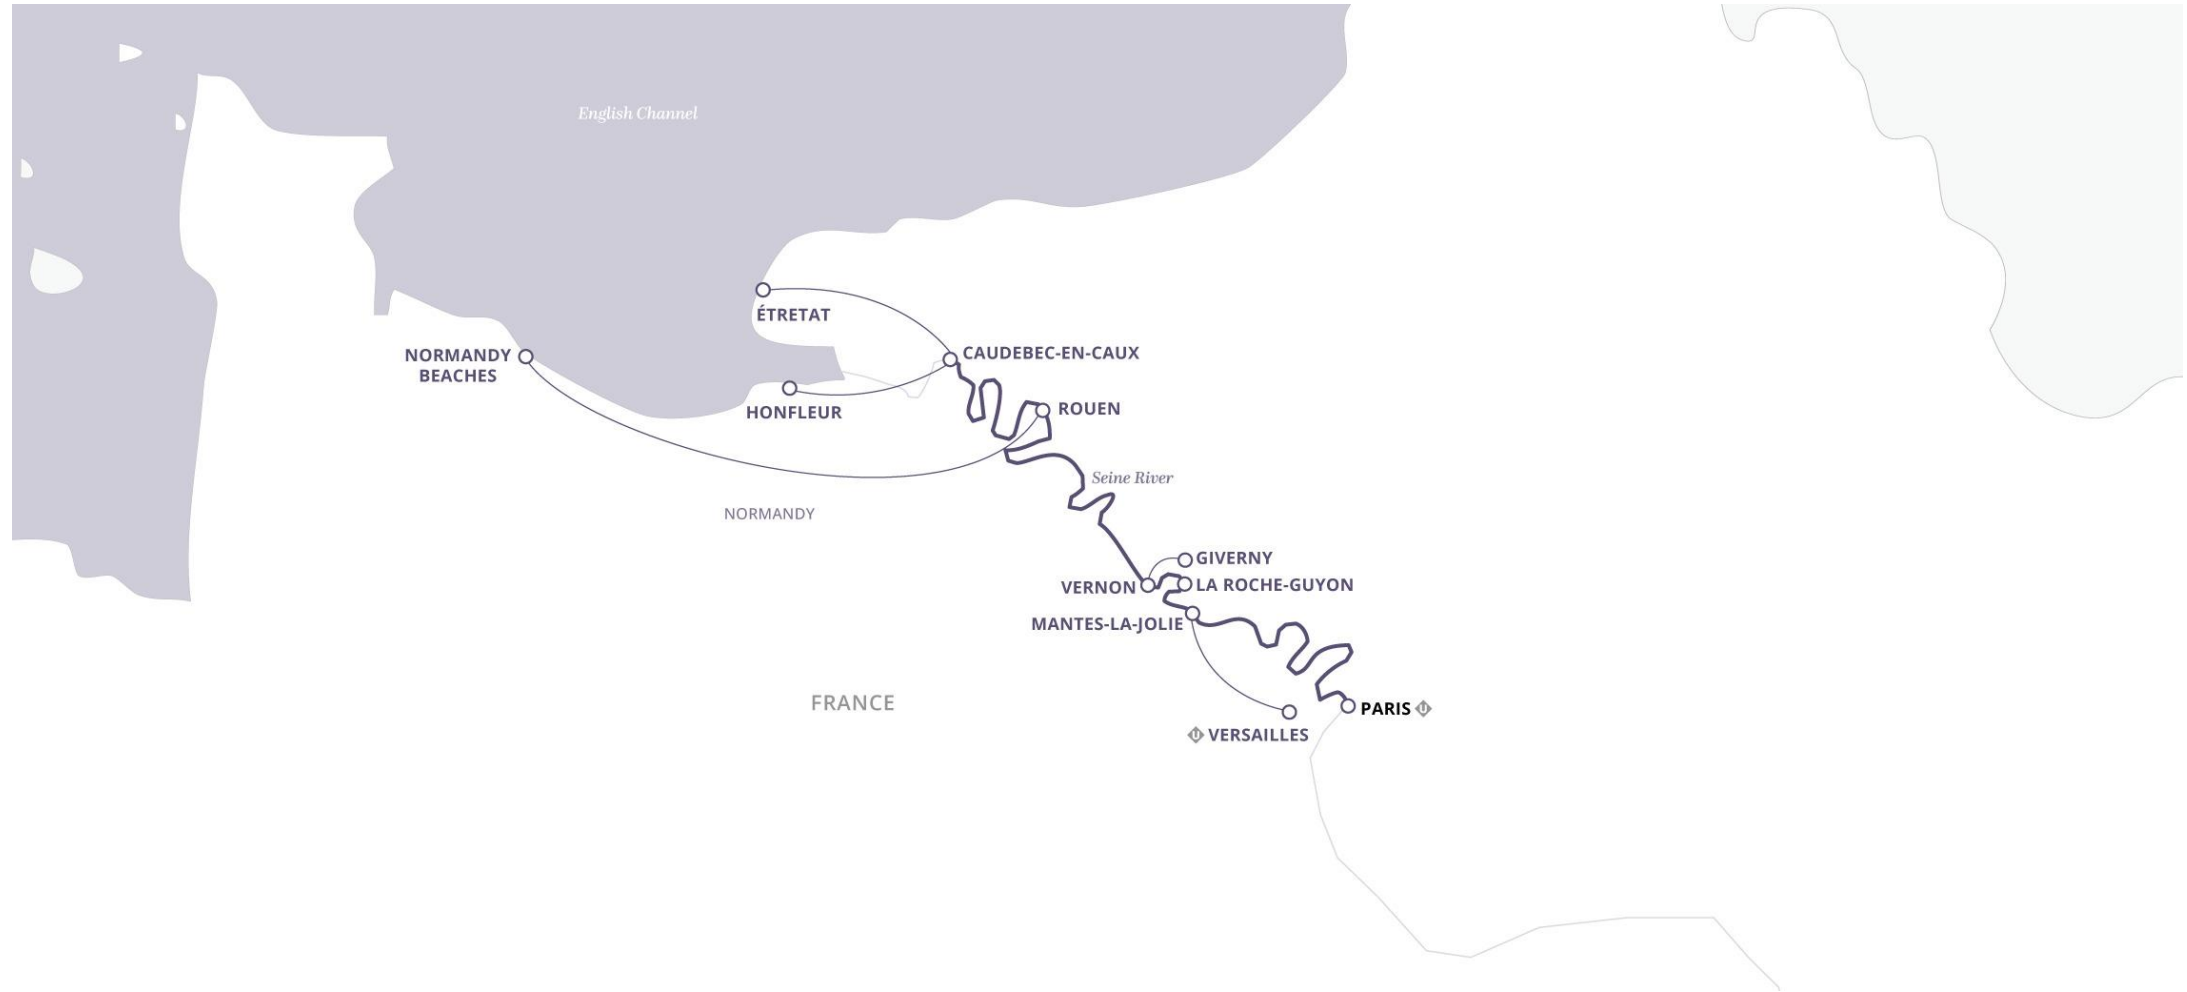 English Channel
ÉTRETAT
NORMANDY
BEACHES
CAUDEBEC-EN-CAUX
HONFLEUR
ROUEN
Seine River
NORMANDY
GIVERNY
VERNON
LA ROCHE-GUYON
MANTES-LA-JOLIE
FRANCE
PARIS U
U VERSAILLES